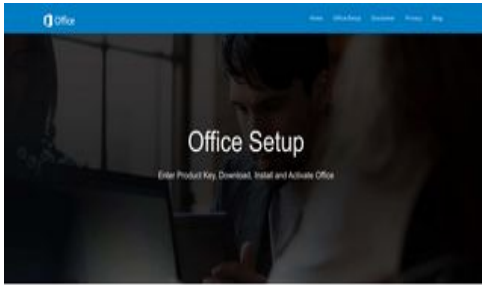 Office
Home Office Setup Disclaimer Privacy Blog
Office Setup
Enter Product Key, Download, Install and Activate Office